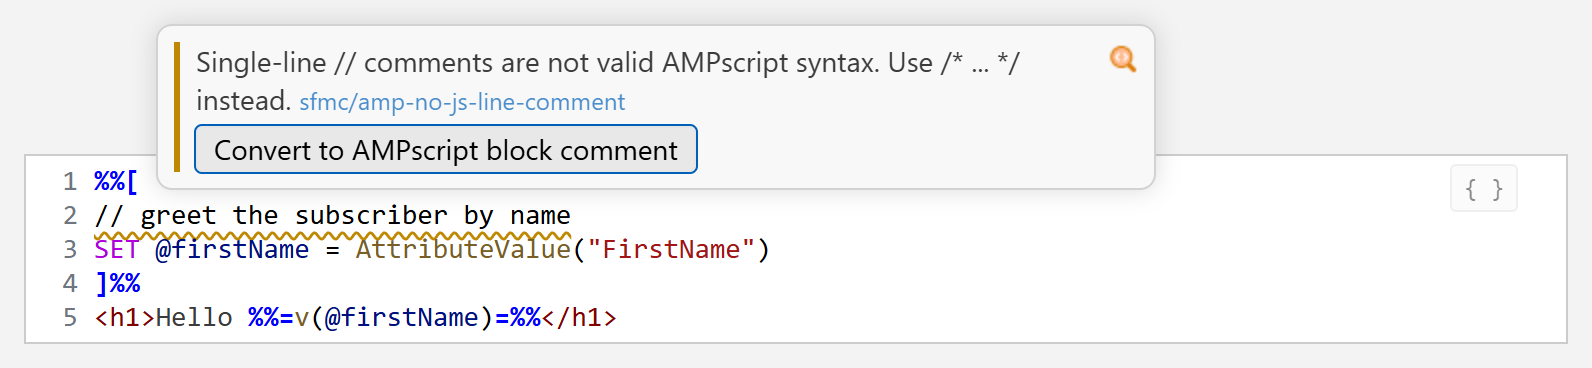 Single-line // comments are not valid AMPscript syntax. Use /* ... */
instead. sfmc/amp-no-js-line-comment
Convert to AMPscript block comment
1 %%[
{ }
2 // greet the subscriber by name
3 SET @firstName = AttributeValue("FirstName")
4 ]%%
5 <h1>Hello %%=v(@firstName)=%%</h1>